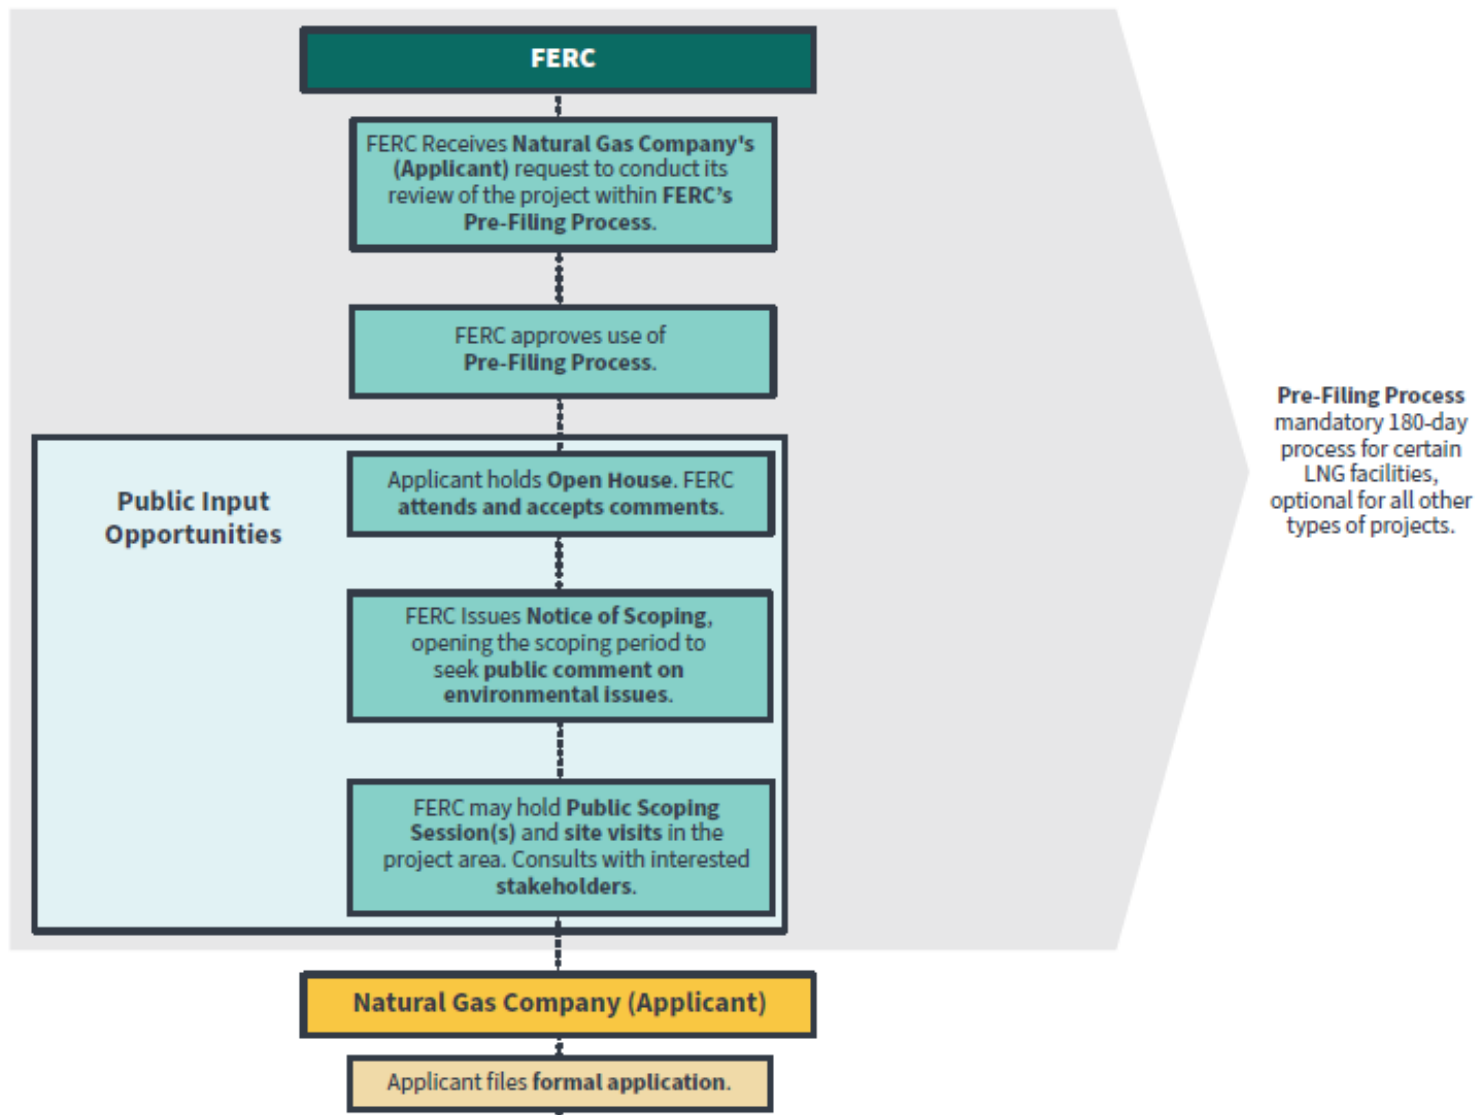 FERC
FERC Receives Natural Gas Company's
(Applicant) request to conduct its
review of the project within FERC’s
Pre-Filing Process.
FERC approves use of
Pre-Filing Process.
Public Input
Opportunities
Applicant holds Open House. FERC
attends and accepts comments.
FERC Issues Notice of Scoping,
opening the scoping period to
seek public comment on
environmental issues.
FERC may hold Public Scoping
Session(s) and site visits in the
project area. Consults with interested
stakeholders.
Pre-Filing Process
mandatory 180-day
process for certain
LNG facilities,
optional for all other
types of projects.
Natural Gas Company (Applicant)
Applicant files formal application.